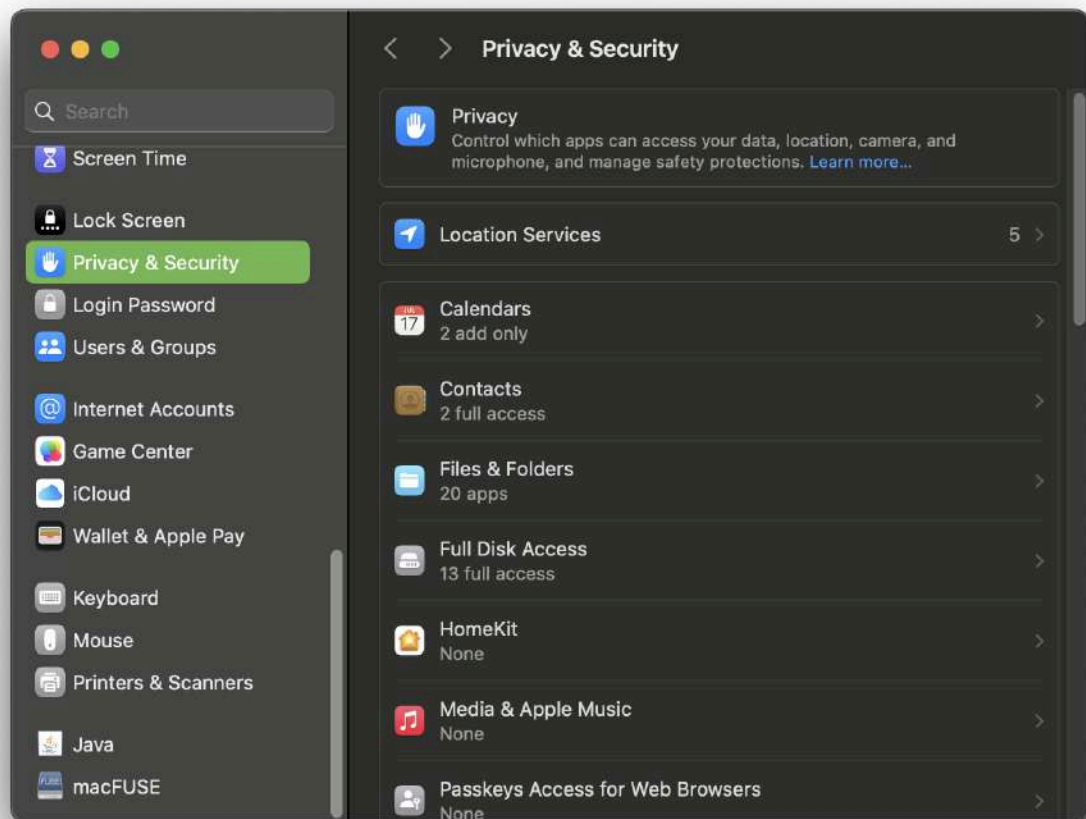 Privacy & Security
Search
Screen Time
Lock Screen
Privacy & Security
Login Password
Users & Groups
Internet Accounts
Game Center
iCloud
Wallet & Apple Pay
Keyboard
Mouse
Printers & Scanners
Java
macFUSE
Privacy
Control which apps can access your data, location, camera, and
microphone, and manage safety protections. Learn more...
Location Services 5
JUL
17
Calendars
2 add only
Contacts
2 full access
Files & Folders
20 apps
Full Disk Access
13 full access
HomeKit
None
Media & Apple Music
None
Passkeys Access for Web Browsers
None